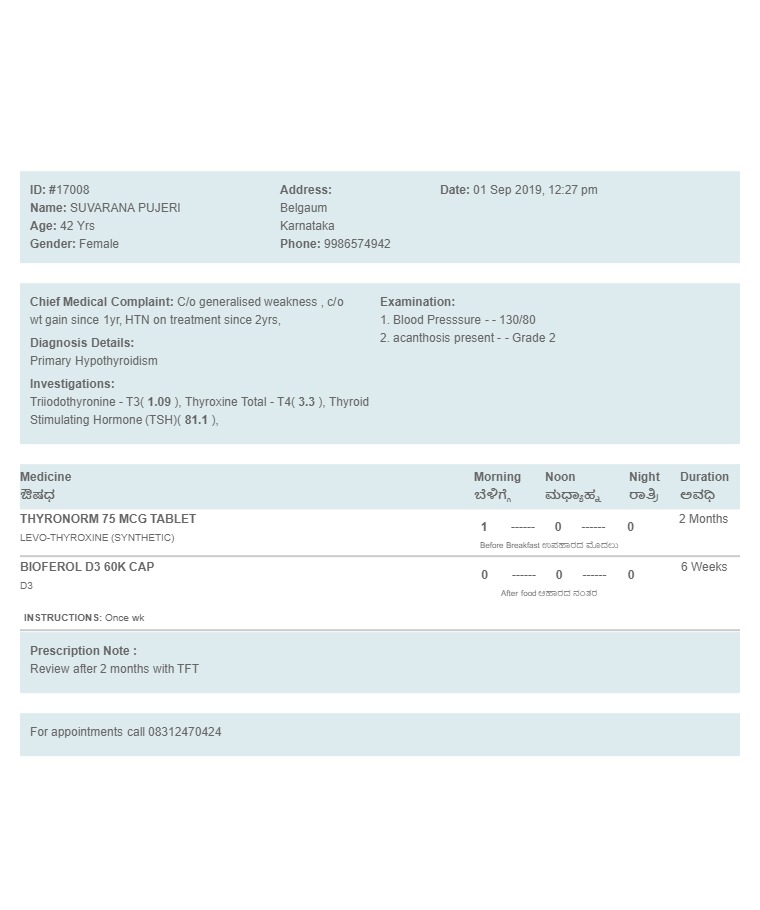 ID: #17008
Name: SUVARANA PUJERI
Age: 42 Yrs
Gender: Female
Address:
Belgaum
Karnataka
Phone: 9986574942
Date: 01 Sep 2019, 12:27 pm
Chief Medical Complaint: C/o generalised weakness , c/o
wt gain since 1yr, HTN on treatment since 2yrs,
Diagnosis Details:
Primary Hypothyroidism
Investigations:
Triiodothyronine - T3( 1.09 ), Thyroxine Total - T4( 3.3 ), Thyroid
Stimulating Hormone (TSH)( 81.1 ),
Examination:
1. Blood Presssure - - 130/80
2. acanthosis present - - Grade 2
Medicine Morning Noon Night Duration
ಔಷಧ ಬೆಳಿಗ್ಗೆ ಮಧ್ಯಾಹ್ನ ರಾತ್ರಿ ಅವಧಿ
THYRONORM 75 MCG TABLET 1 ------ 0 ------ 0 2 Months
LEVO-THYROXINE (SYNTHETIC) Before Breakfast ಉಪಹಾರದ ಮೊದಲು
BIOFEROL D3 60K CAP 0 ------ 0 ------ 0 6 Weeks
D3 After food ಆಹಾರದ ನಂತರ
INSTRUCTIONS: Once wk
Prescription Note :
Review after 2 months with TFT
For appointments call 08312470424